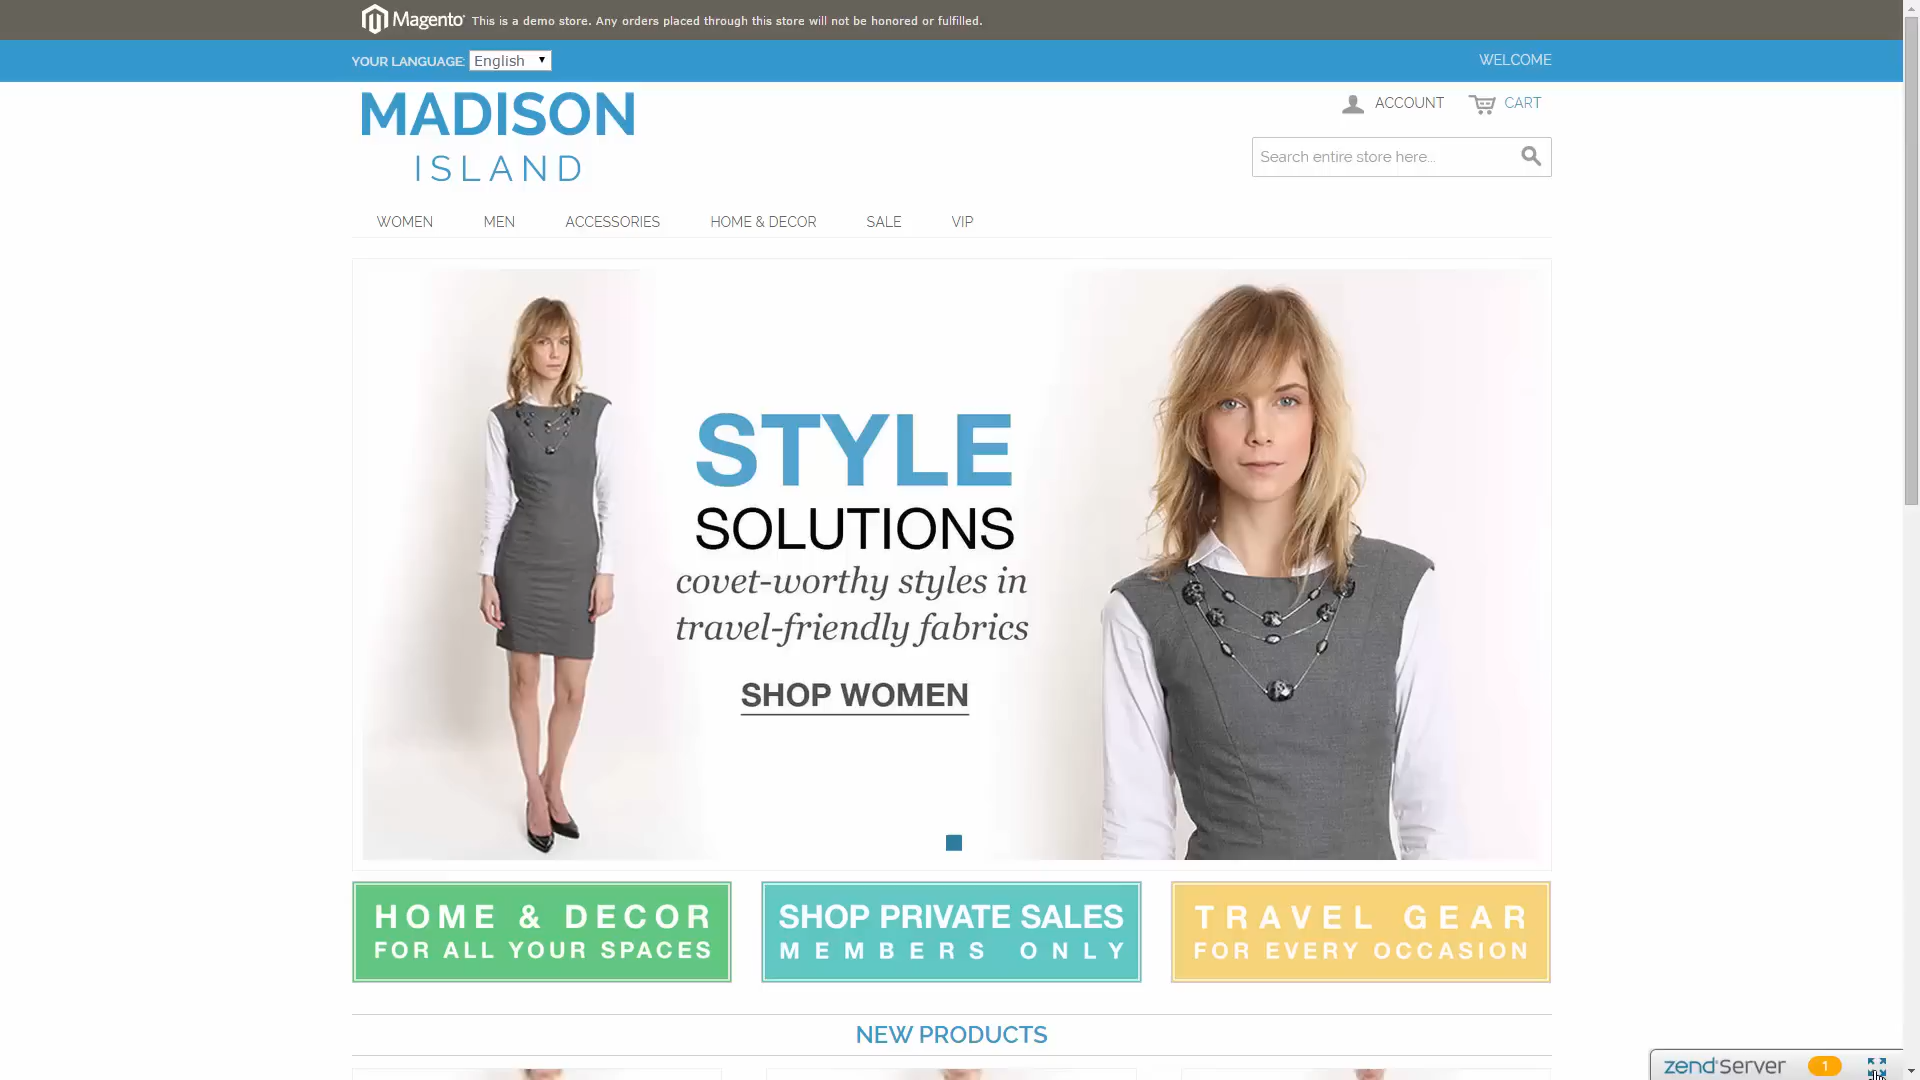 Magento This is a demo store. Any orders placed through this store will not be honored or fulfilled.
YOUR LANGUAGE: English
WELCOME
MADISON
ISLAND
ACCOUNT CART
Search entire store here...
WOMEN MEN ACCESSORIES HOME & DECOR SALE VIP
STYLE
SOLUTIONS
covet-worthy styles in
travel-friendly fabrics
SHOP WOMEN
HOME & DECOR
FOR ALL YOUR SPACES
SHOP PRIVATE SALES
MEMBERS ONLY
TRAVEL GEAR
FOR EVERY OCCASION
NEW PRODUCTS
zend Server 1